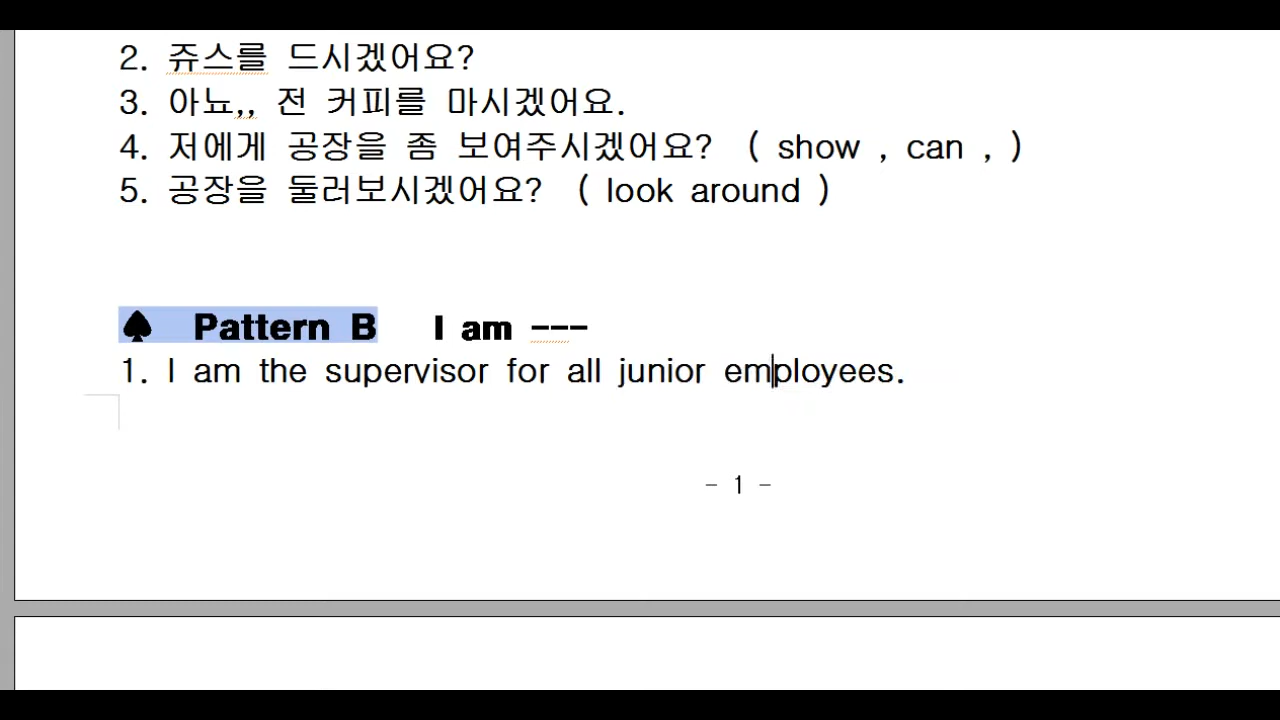 2. 쥬스를 드시겠어요?
3. 아뇨,, 전 커피를 마시겠어요.
4. 저에게 공장을 좀 보여주시겠어요? ( show , can , )
5. 공장을 둘러보시겠어요? ( look around )
♠ Pattern B I am ---
1. I am the supervisor for all junior employees.
- 1 -